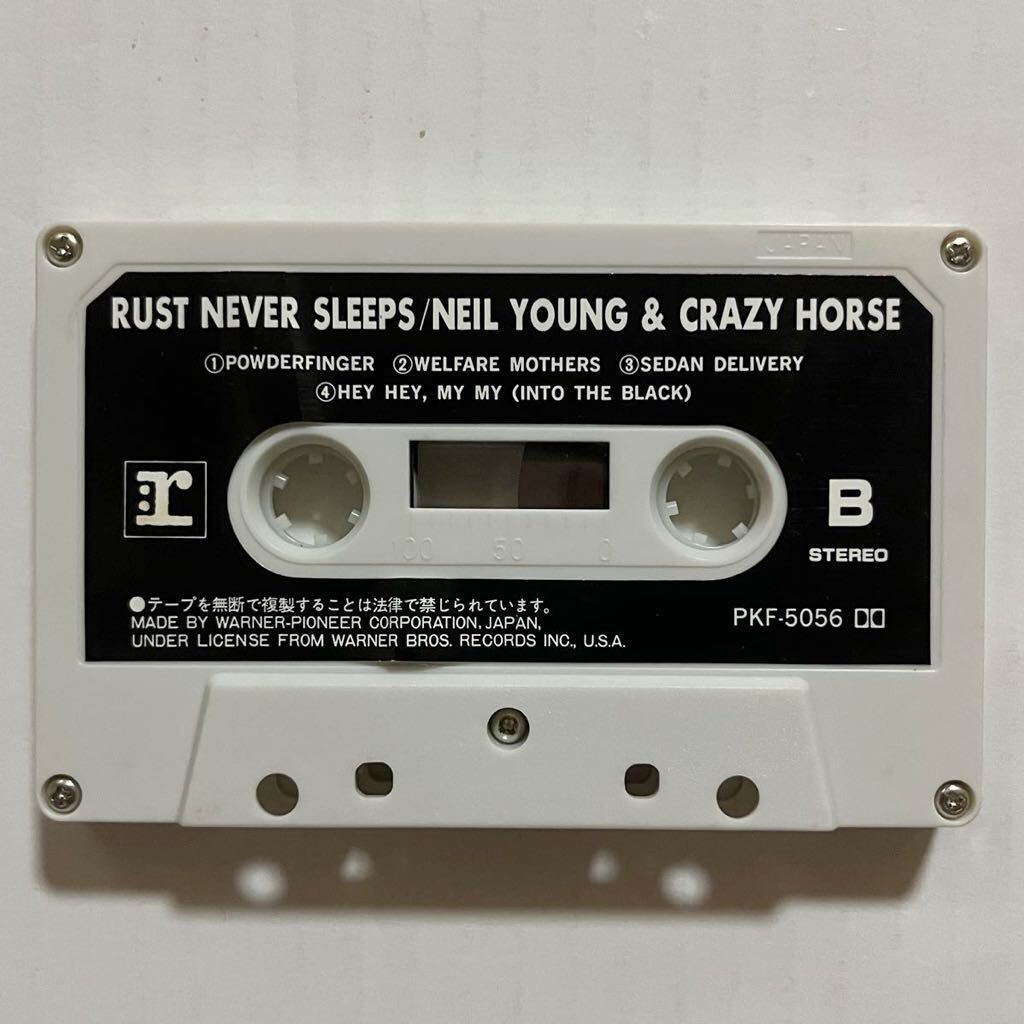 JAPAN
RUST NEVER SLEEPS/NEIL YOUNG & CRAZY HORSE
①POWDERFINGER ②WELFARE MOTHERS ③SEDAN DELIVERY
④HEY HEY, MY MY (INTO THE BLACK)
:r
B
STEREO
100 50 0
●テープを無断で複製することは法律で禁じられています。
MADE BY WARNER-PIONEER CORPORATION, JAPAN,
UNDER LICENSE FROM WARNER BROS. RECORDS INC., U.S.A.
PKF-5056